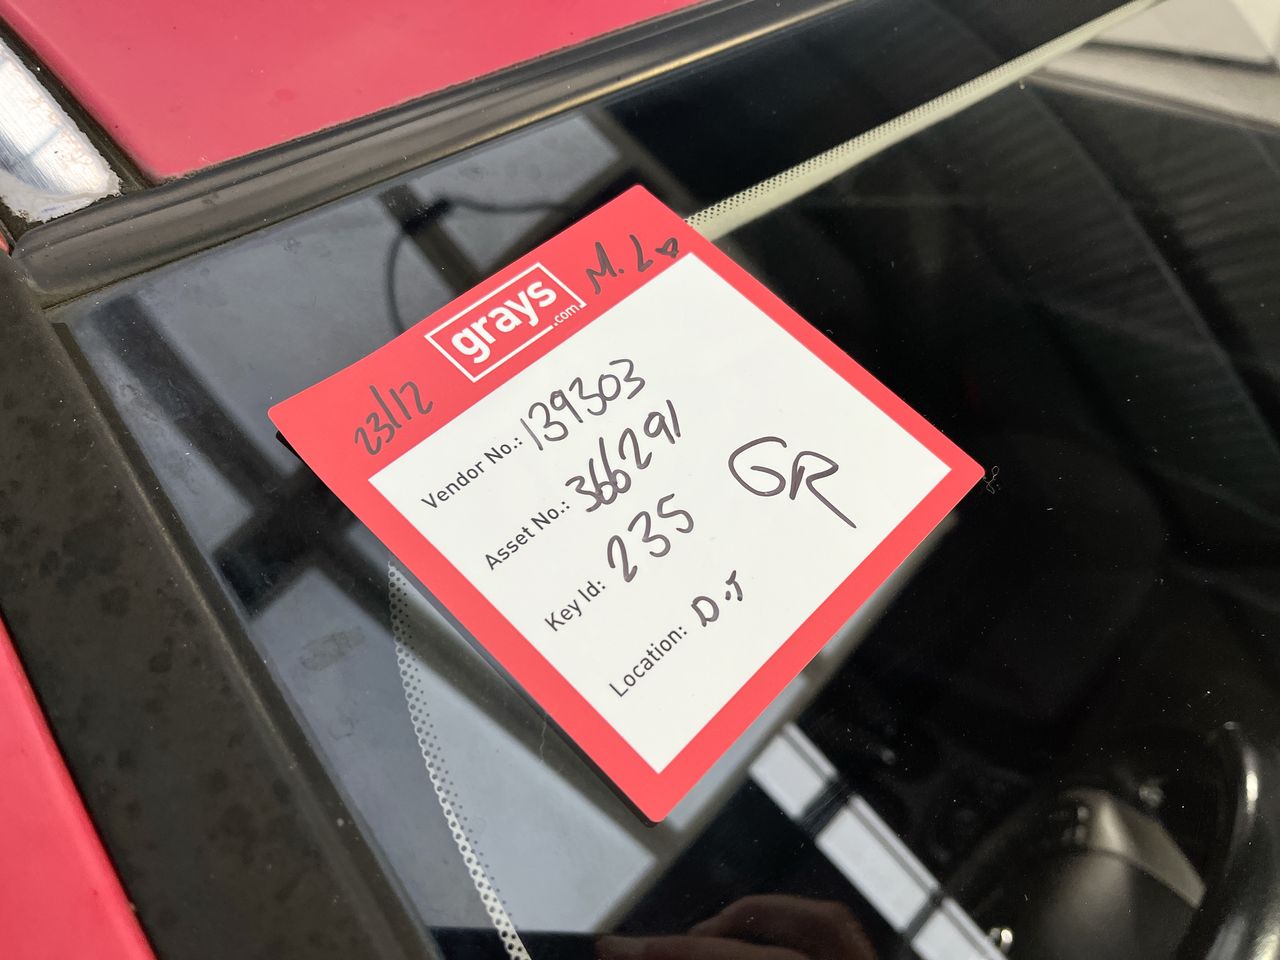 23/12
grays
.com
M. L
Vendor No.: 139303
Asset No.: 366291
Key Id: 235
GR
Location: D.J